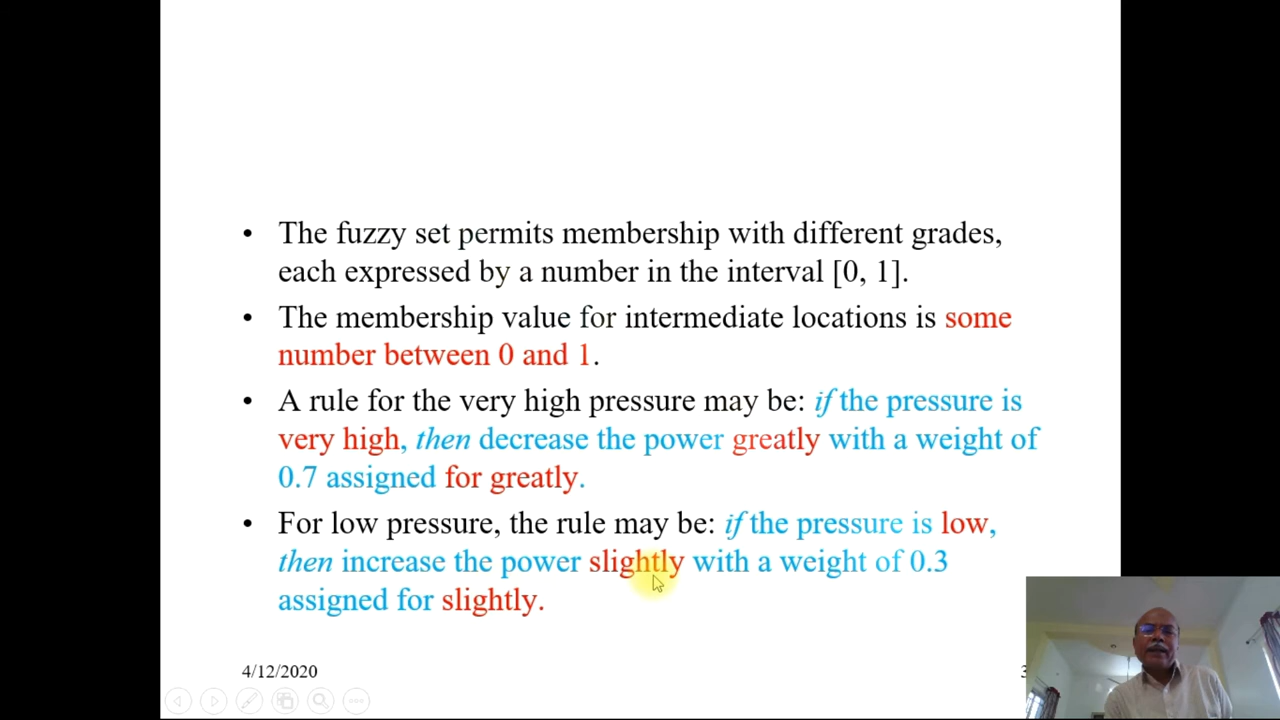 • The fuzzy set permits membership with different grades,
each expressed by a number in the interval [0, 1].
• The membership value for intermediate locations is some
number between 0 and 1.
• A rule for the very high pressure may be: if the pressure is
very high, then decrease the power greatly with a weight of
0.7 assigned for greatly.
• For low pressure, the rule may be: if the pressure is low,
then increase the power slightly with a weight of 0.3
assigned for slightly.
4/12/2020